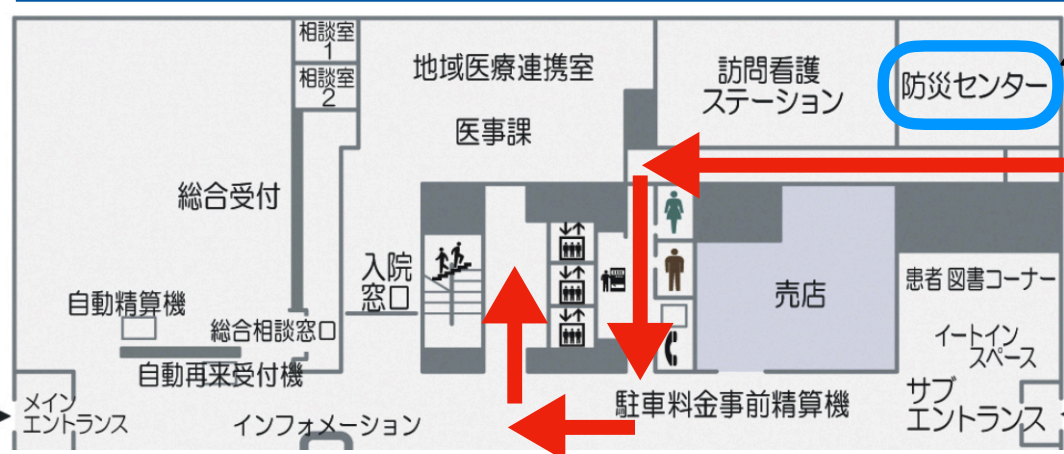 相談室
1
相談室
2
地域医療連携室
医事課
訪問看護
ステーション
防災センター
総合受付
入院
窓口
売店
患者図書コーナー
イートイン
スペース
自動精算機
総合相談窓口
自動再来受付機
メイン
エントランス
インフォメーション
駐車料金事前精算機
サブ
エントランス